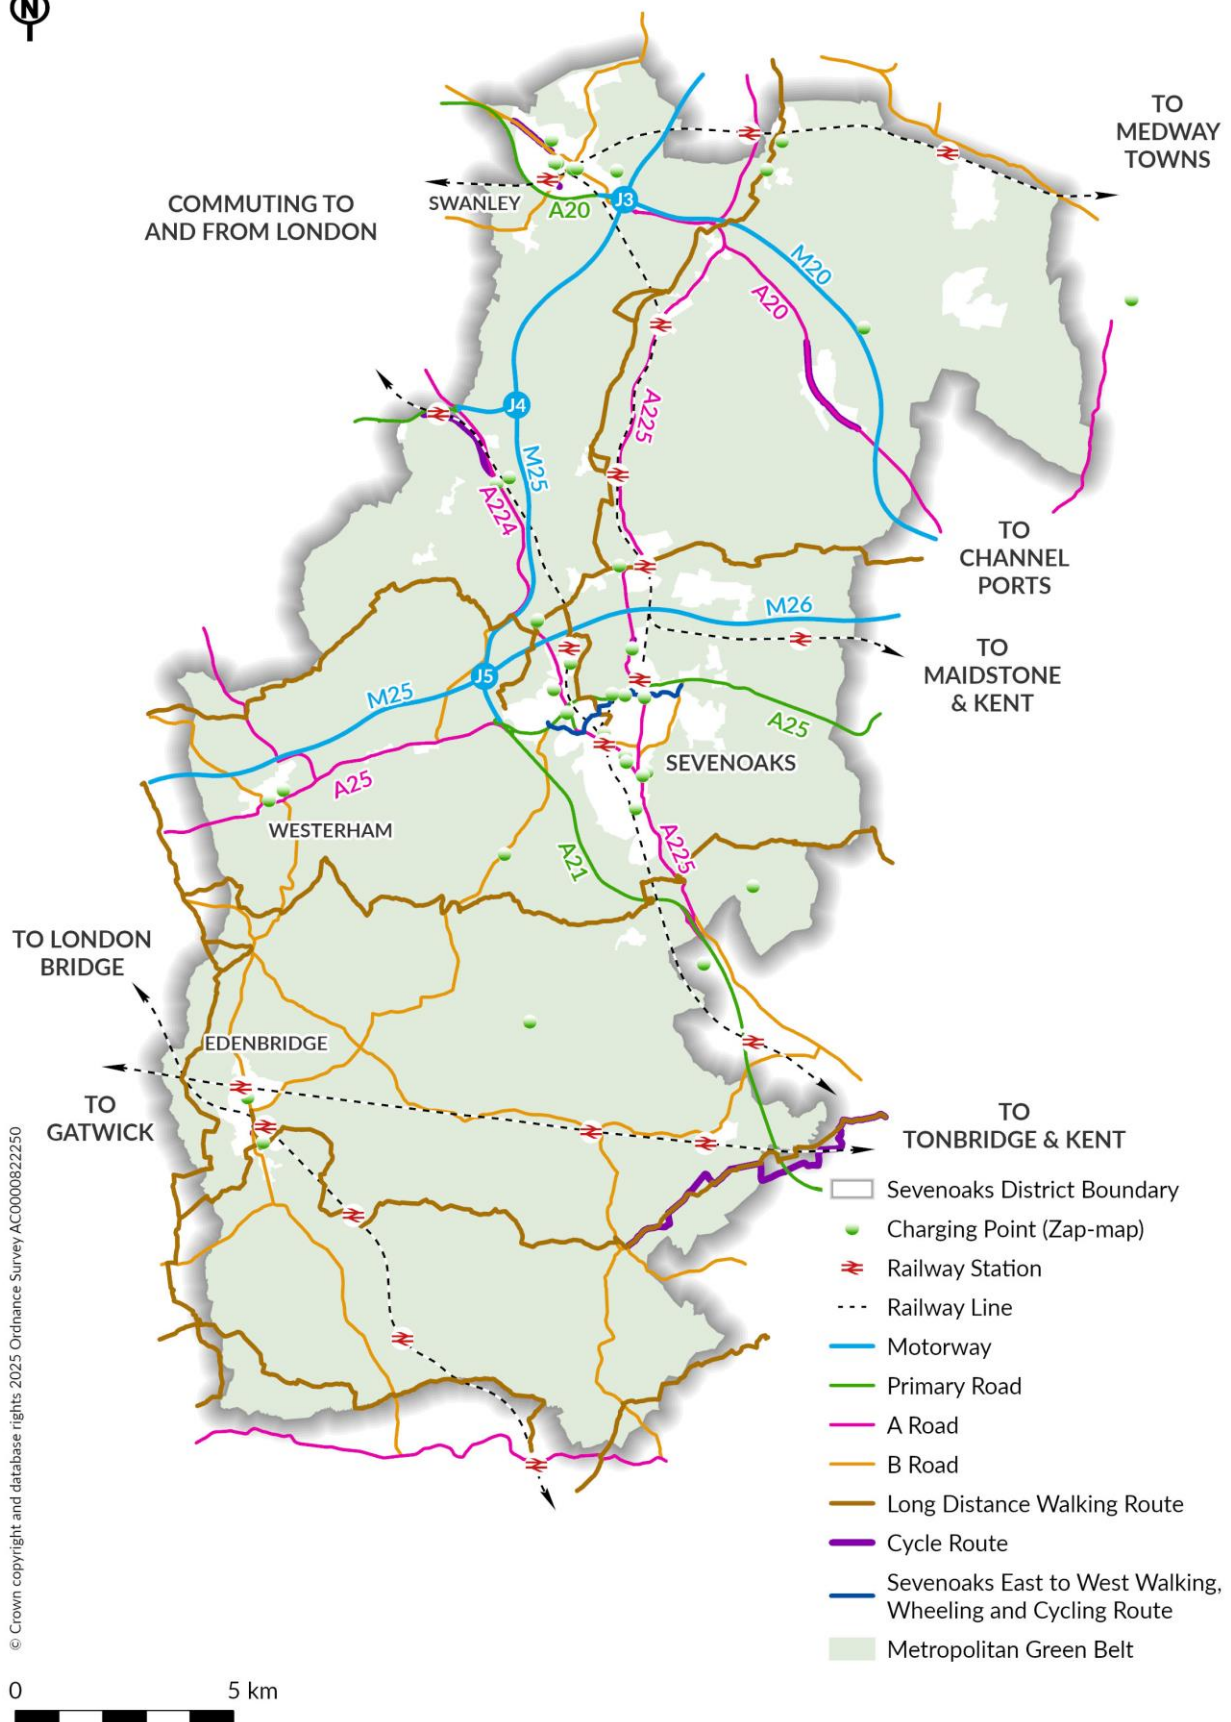 N
TO
MEDWAY
TOWNS
COMMUTING TO
AND FROM LONDON
SWANLEY
A20
J3
M20
A20
J4
A225
M25
A224
TO
CHANNEL
PORTS
M26
TO
MAIDSTONE
& KENT
J5
M25
A25
SEVENOAKS
A25
WESTERHAM
A21
A225
TO LONDON
BRIDGE
EDENBRIDGE
TO
GATWICK
TO
TONBRIDGE & KENT
Sevenoaks District Boundary
Charging Point (Zap-map)
Railway Station
Railway Line
Motorway
Primary Road
A Road
B Road
Long Distance Walking Route
Cycle Route
Sevenoaks East to West Walking,
Wheeling and Cycling Route
Metropolitan Green Belt
© Crown copyright and database rights 2025 Ordnance Survey AC0000822250
0 5 km